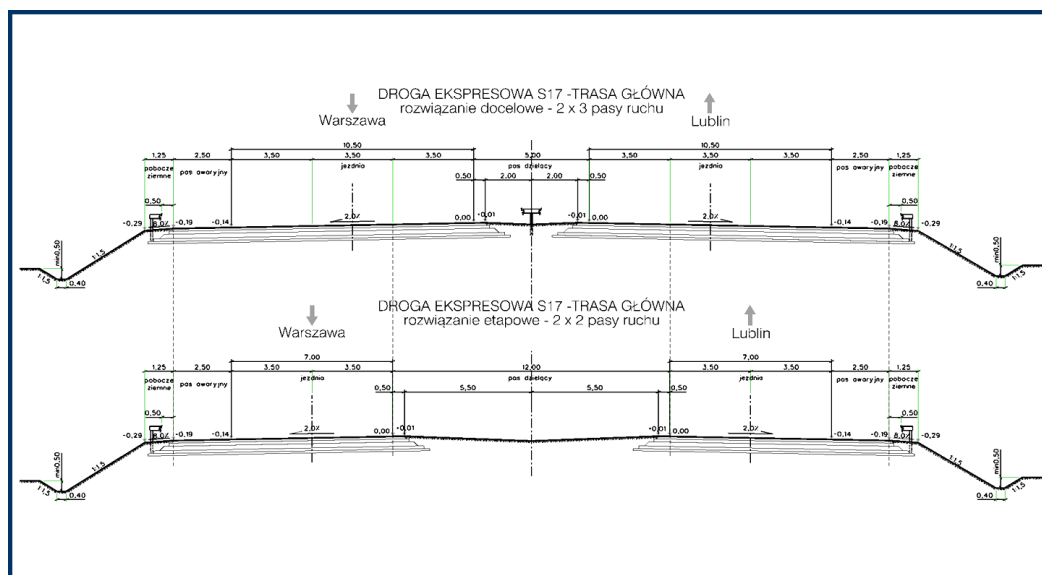 DROGA EKSPRESOWA S17 -TRASA GŁÓWNA
rozwiązanie docelowe - 2 x 3 pasy ruchu
Warszawa
Lublin
10,50 10,50
1,25 2,50 3,50 3,50 3,50 5,00 3,50 3,50 3,50 2,50 1,25
pobocze ziemne pas awaryjny jezdnia pas dzielący jezdnia pas awaryjny pobocze ziemne
0,50 2,00 2,00 0,50
0,50 0,50
-0,29 8,0% -0,19 -0,14 2,0% 0,00 -0,01 -0,01 0,00 2,0% -0,14 -0,19 8,0% -0,29
1:1,5 min0,50 1:1,5 0,40 0,40 1:1,5 min0,50 1:1,5
DROGA EKSPRESOWA S17 -TRASA GŁÓWNA
rozwiązanie etapowe - 2 x 2 pasy ruchu
Warszawa
Lublin
7,00 7,00
1,25 2,50 3,50 3,50 12,00 3,50 3,50 2,50 1,25
pobocze ziemne pas awaryjny jezdnia pas dzielący jezdnia pas awaryjny pobocze ziemne
0,50 5,50 5,50 0,50
0,50 0,50
-0,29 8,0% -0,19 -0,14 2,0% 0,00 -0,01 -0,01 0,00 2,0% -0,14 -0,19 8,0% -0,29
1:1,5 min0,50 1:1,5 0,40 0,40 1:1,5 min0,50 1:1,5